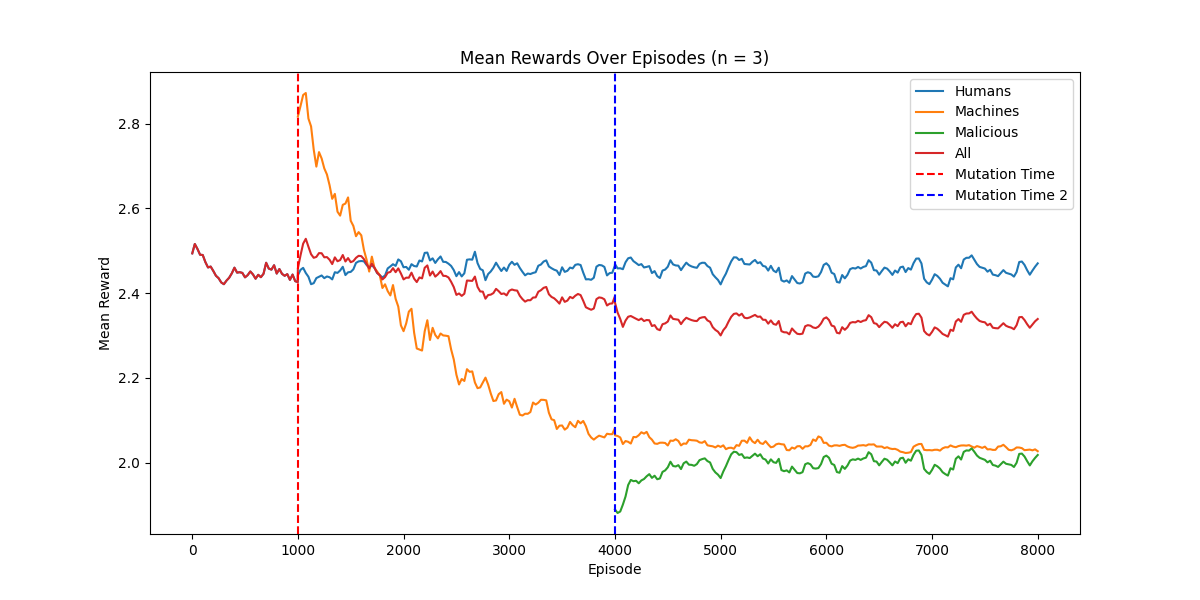 Mean Rewards Over Episodes (n = 3)
Mean Reward
2.8
2.6
2.4
2.2
2.0
Humans
Machines
Malicious
All
Mutation Time
Mutation Time 2
0 1000 2000 3000 4000 5000 6000 7000 8000
Episode